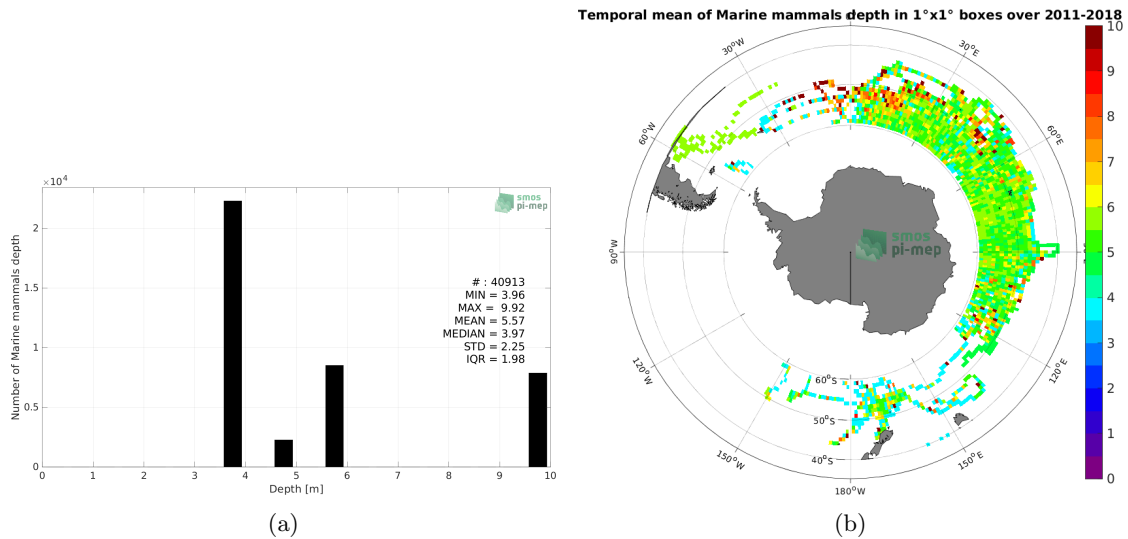 Temporal mean of Marine mammals depth in 1°x1° boxes over 2011-2018
×10⁴
2
1.5
1
0.5
0
0 1 2 3 4 5 6 7 8 9 10
Number of Marine mammals depth
Depth [m]
smos
pi-mep
# : 40913
MIN = 3.96
MAX = 9.92
MEAN = 5.57
MEDIAN = 3.97
STD = 2.25
IQR = 1.98
(a)
30°W
30°E
60°W
60°E
90°W
120°W
120°E
150°W
150°E
180°W
60°S
50°S
40°S
smos
pi-mep
10
9
8
7
6
5
4
3
2
1
0
(b)